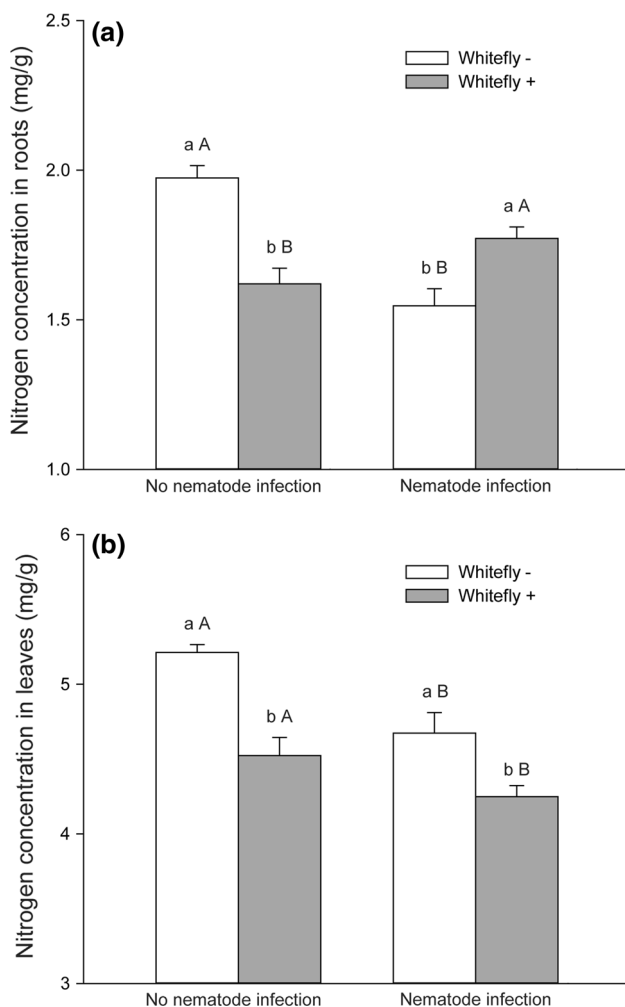 (a)
Whitefly -
Whitefly +
Nitrogen concentration in roots (mg/g)
2.5
2.0
1.5
1.0
a A
b B
b B
a A
No nematode infection
Nematode infection
(b)
Whitefly -
Whitefly +
Nitrogen concentration in leaves (mg/g)
6
5
4
3
a A
b A
a B
b B
No nematode infection
Nematode infection